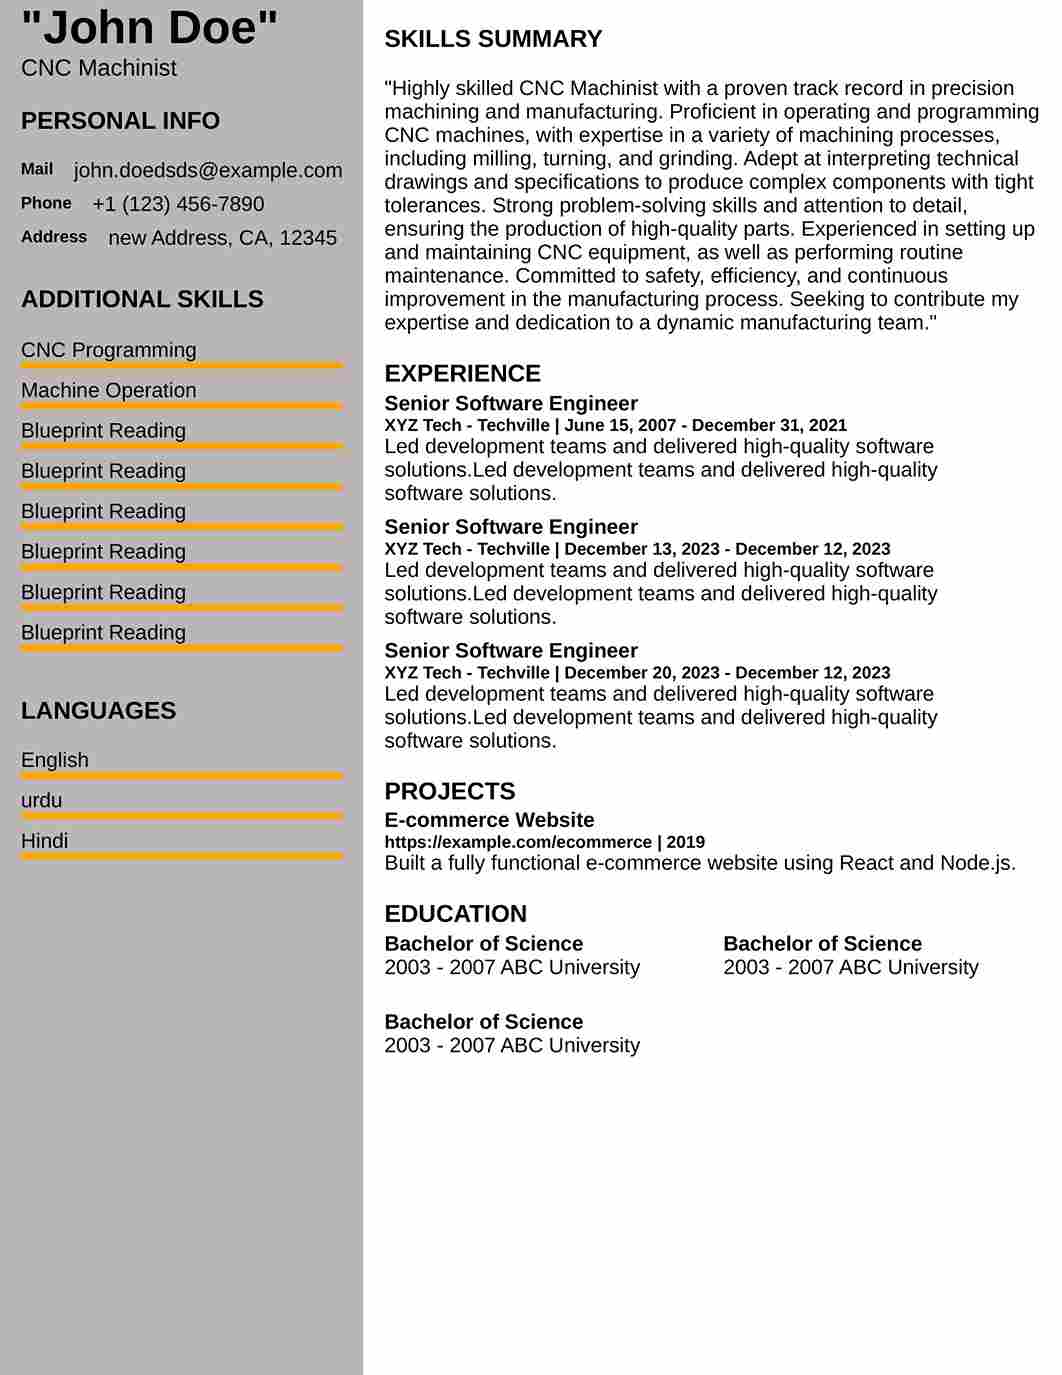 "John Doe"
CNC Machinist
PERSONAL INFO
Mail john.doedsds@example.com
Phone +1 (123) 456-7890
Address new Address, CA, 12345
ADDITIONAL SKILLS
CNC Programming
Machine Operation
Blueprint Reading
Blueprint Reading
Blueprint Reading
Blueprint Reading
Blueprint Reading
Blueprint Reading
LANGUAGES
English
urdu
Hindi
SKILLS SUMMARY
"Highly skilled CNC Machinist with a proven track record in precision
machining and manufacturing. Proficient in operating and programming
CNC machines, with expertise in a variety of machining processes,
including milling, turning, and grinding. Adept at interpreting technical
drawings and specifications to produce complex components with tight
tolerances. Strong problem-solving skills and attention to detail,
ensuring the production of high-quality parts. Experienced in setting up
and maintaining CNC equipment, as well as performing routine
maintenance. Committed to safety, efficiency, and continuous
improvement in the manufacturing process. Seeking to contribute my
expertise and dedication to a dynamic manufacturing team."
EXPERIENCE
Senior Software Engineer
XYZ Tech - Techville | June 15, 2007 - December 31, 2021
Led development teams and delivered high-quality software
solutions.Led development teams and delivered high-quality
software solutions.
Senior Software Engineer
XYZ Tech - Techville | December 13, 2023 - December 12, 2023
Led development teams and delivered high-quality software
solutions.Led development teams and delivered high-quality
software solutions.
Senior Software Engineer
XYZ Tech - Techville | December 20, 2023 - December 12, 2023
Led development teams and delivered high-quality software
solutions.Led development teams and delivered high-quality
software solutions.
PROJECTS
E-commerce Website
https://example.com/ecommerce | 2019
Built a fully functional e-commerce website using React and Node.js.
EDUCATION
Bachelor of Science
2003 - 2007 ABC University
Bachelor of Science
2003 - 2007 ABC University
Bachelor of Science
2003 - 2007 ABC University